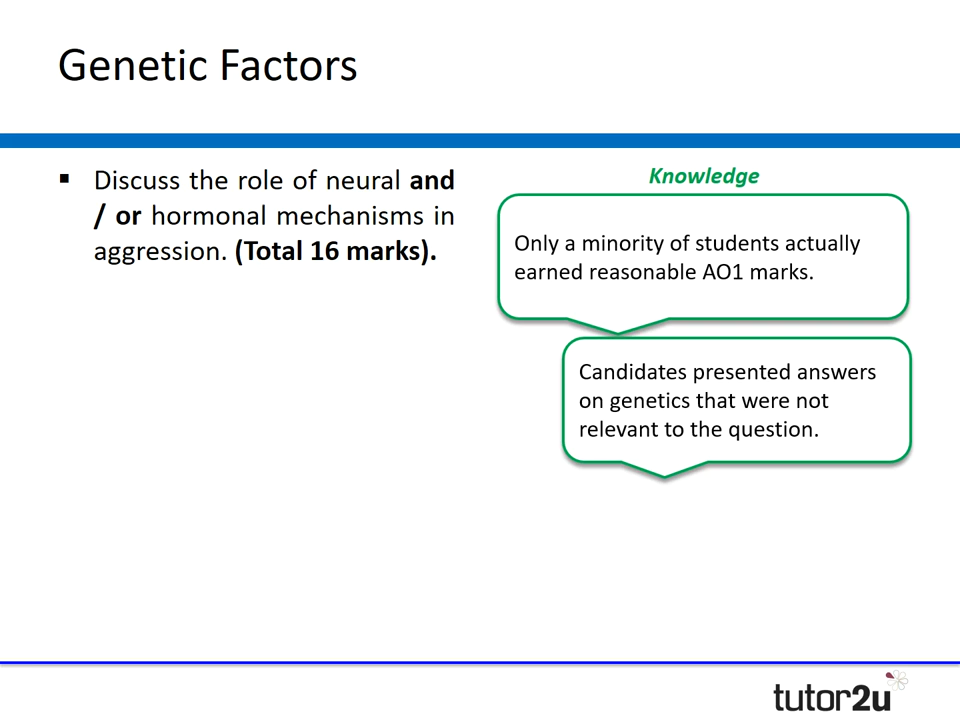 Genetic Factors
▪ Discuss the role of neural and
/ or hormonal mechanisms in
aggression. (Total 16 marks).
Knowledge
Only a minority of students actually
earned reasonable AO1 marks.
Candidates presented answers
on genetics that were not
relevant to the question.
tutor2u